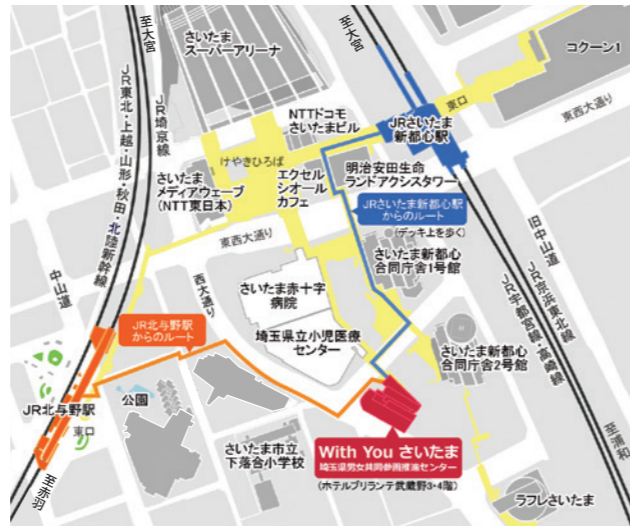 至大宮
さいたま
スーパーアリーナ
至大宮
コクーン1
JR東北・上越・山形・秋田・北陸新幹線
JR埼京線
NTTドコモ
さいたまビル
東口
JRさいたま
新都心駅
東西大通り
けやきひろば
さいたま
メディアウェーブ
(NTT東日本)
エクセル
シオール
カフェ
明治安田生命
ランドアクシスタワー
JRさいたま新都心駅
からのルート
(デッキ上を歩く)
旧中山道
東西大通り
中山道
西大通り
さいたま赤十字
病院
さいたま新都心
合同庁舎1号館
JR京浜東北線
JR宇都宮線・高崎線
JR北与野駅
からのルート
埼玉県立小児医療
センター
さいたま新都心
合同庁舎2号館
JR北与野駅
東口
公園
さいたま市立
下落合小学校
With You さいたま
埼玉県男女共同参画推進センター
(ホテルブリランテ武蔵野3・4階)
至浦和
至赤羽
ラフレさいたま